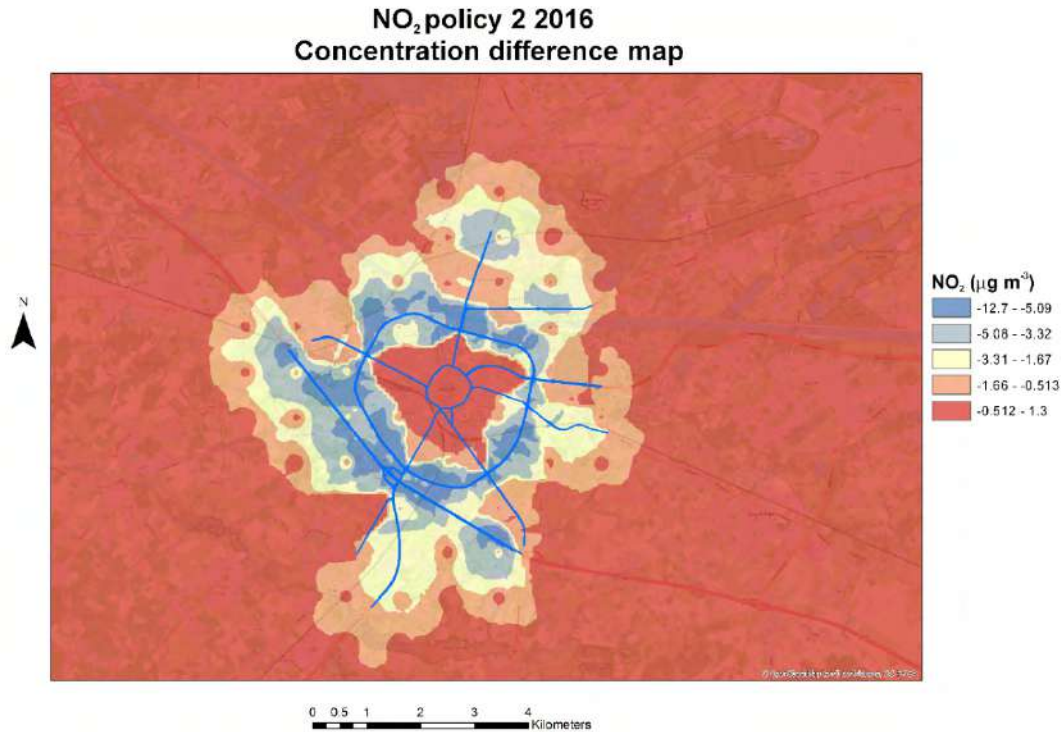 NO₂ policy 2 2016
Concentration difference map
N
NO₂ (μg m⁻³)
-12.7 - -5.09
-5.08 - -3.32
-3.31 - -1.67
-1.66 - -0.513
-0.512 - 1.3
0 0.5 1 2 3 4
Kilometers